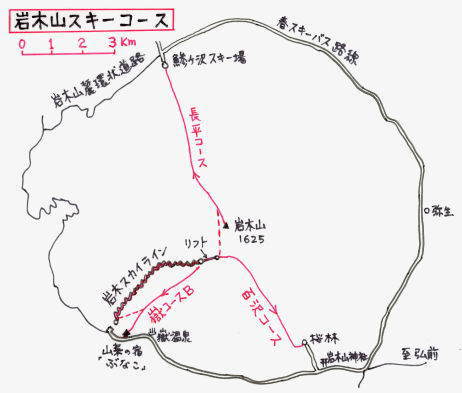 岩木山スキーコース
0 1 2 3 Km
春スキーバス路線
鰺ヶ沢スキー場
岩木山麓環状道路
長平コース
弥生
岩木山
1625
リフト
岩木スカイライン
嶽コースB
百沢コース
桜林
嶽温泉
岩木山神社
至弘前
「山菜の宿
ぶなこ」